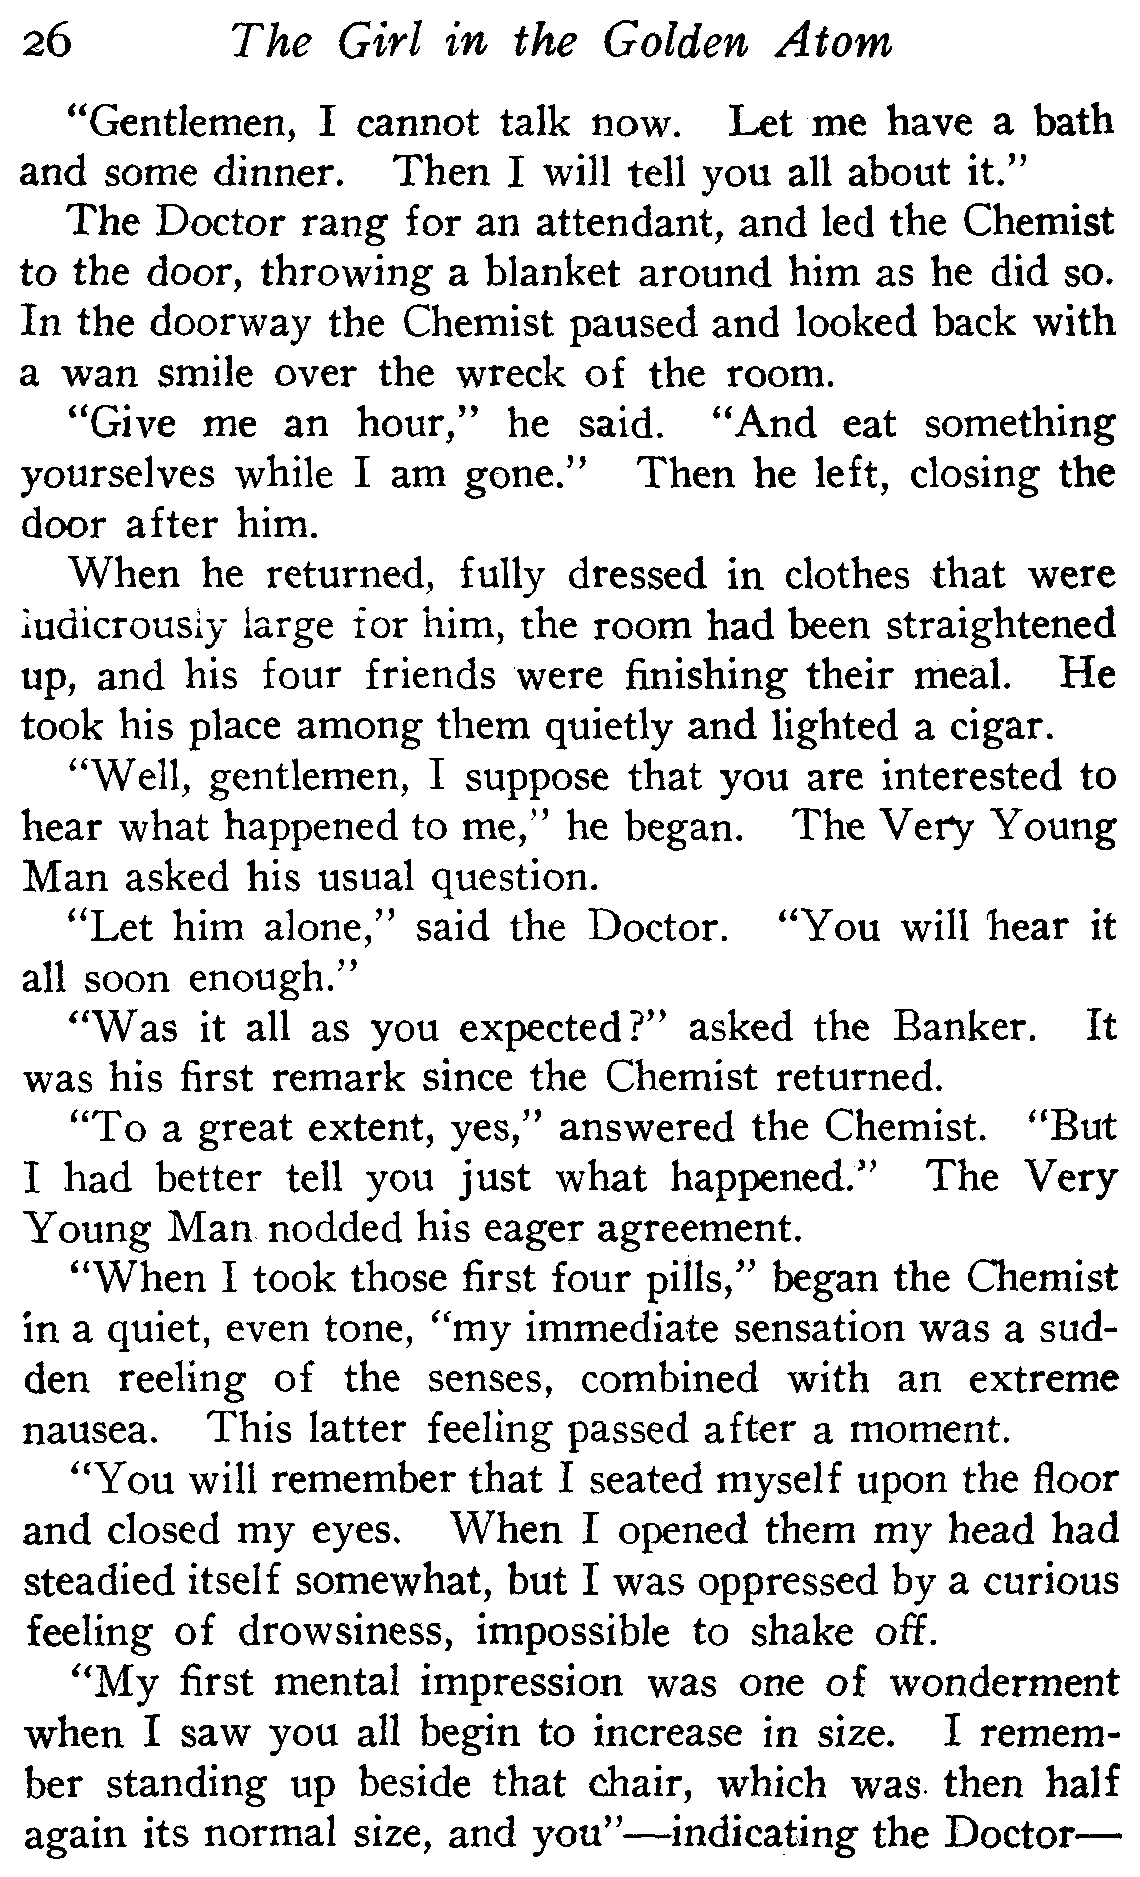 26 The Girl in the Golden Atom
“Gentlemen, I cannot talk now. Let me have a bath
and some dinner. Then I will tell you all about it.”
The Doctor rang for an attendant, and led the Chemist
to the door, throwing a blanket around him as he did so.
In the doorway the Chemist paused and looked back with
a wan smile over the wreck of the room.
“Give me an hour,” he said. “And eat something
yourselves while I am gone.” Then he left, closing the
door after him.
When he returned, fully dressed in clothes that were
ludicrously large for him, the room had been straightened
up, and his four friends were finishing their meal. He
took his place among them quietly and lighted a cigar.
“Well, gentlemen, I suppose that you are interested to
hear what happened to me,” he began. The Very Young
Man asked his usual question.
“Let him alone,” said the Doctor. “You will hear it
all soon enough.”
“Was it all as you expected?” asked the Banker. It
was his first remark since the Chemist returned.
“To a great extent, yes,” answered the Chemist. “But
I had better tell you just what happened.” The Very
Young Man nodded his eager agreement.
“When I took those first four pills,” began the Chemist
in a quiet, even tone, “my immediate sensation was a sud-
den reeling of the senses, combined with an extreme
nausea. This latter feeling passed after a moment.
“You will remember that I seated myself upon the floor
and closed my eyes. When I opened them my head had
steadied itself somewhat, but I was oppressed by a curious
feeling of drowsiness, impossible to shake off.
“My first mental impression was one of wonderment
when I saw you all begin to increase in size. I remem-
ber standing up beside that chair, which was then half
again its normal size, and you”—indicating the Doctor—